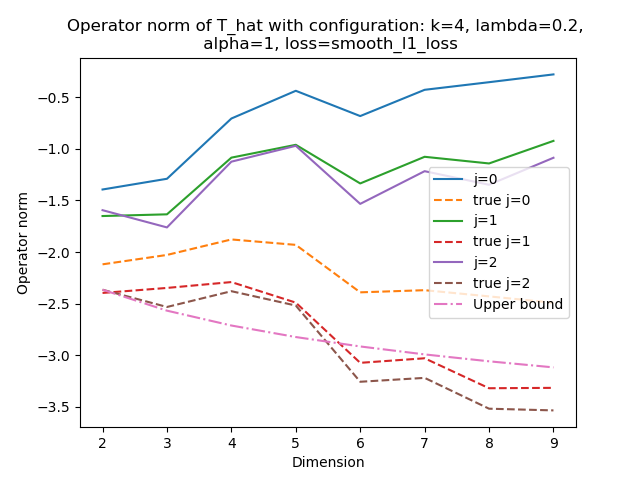 Operator norm of T_hat with configuration: k=4, lambda=0.2,
alpha=1, loss=smooth_l1_loss
Operator norm
−0.5
−1.0
−1.5
−2.0
−2.5
−3.0
−3.5
j=0
true j=0
j=1
true j=1
j=2
true j=2
Upper bound
2 3 4 5 6 7 8 9
Dimension